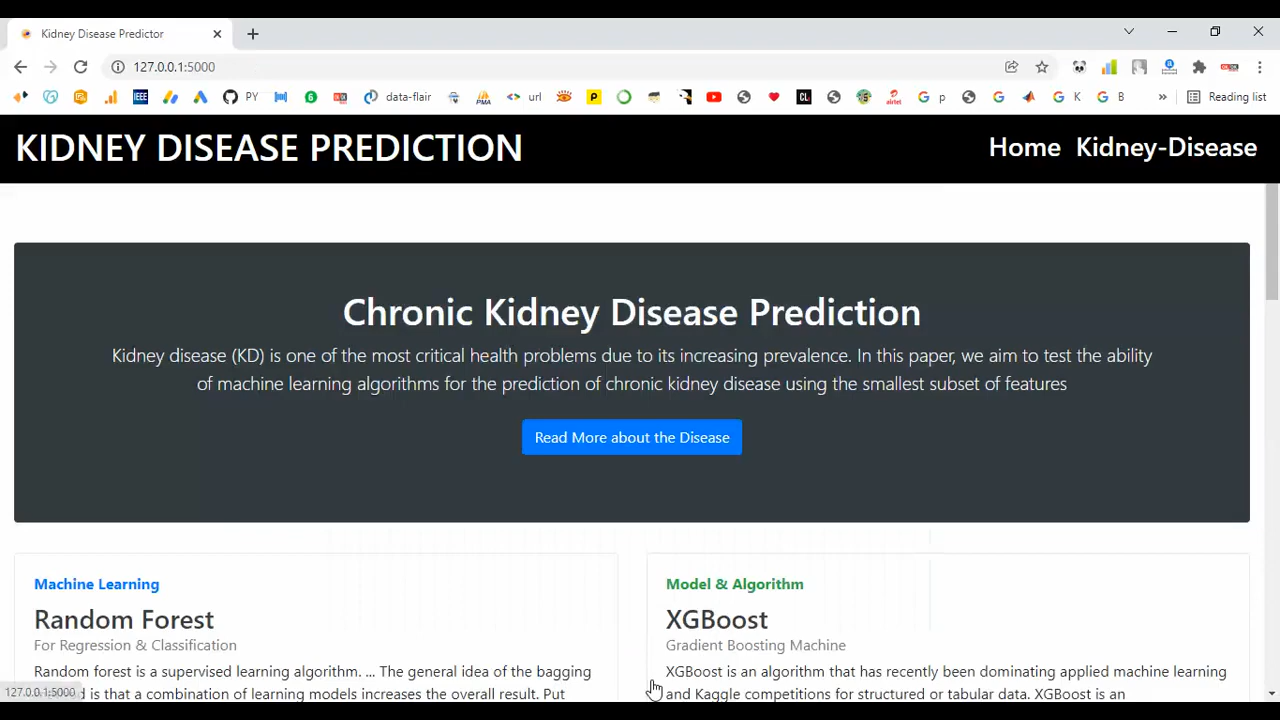 Kidney Disease Predictor
127.0.0.1:5000
IEEE
PY
6
data-flair
PMA
url
P
CL
airtel
p
K
B
Reading list
KIDNEY DISEASE PREDICTION
Home Kidney-Disease
Chronic Kidney Disease Prediction
Kidney disease (KD) is one of the most critical health problems due to its increasing prevalence. In this paper, we aim to test the ability
of machine learning algorithms for the prediction of chronic kidney disease using the smallest subset of features
Read More about the Disease
Machine Learning
Random Forest
For Regression & Classification
Random forest is a supervised learning algorithm. ... The general idea of the bagging
d is that a combination of learning models increases the overall result. Put
Model & Algorithm
XGBoost
Gradient Boosting Machine
XGBoost is an algorithm that has recently been dominating applied machine learning
and Kaggle competitions for structured or tabular data. XGBoost is an
127.0.0.1:5000